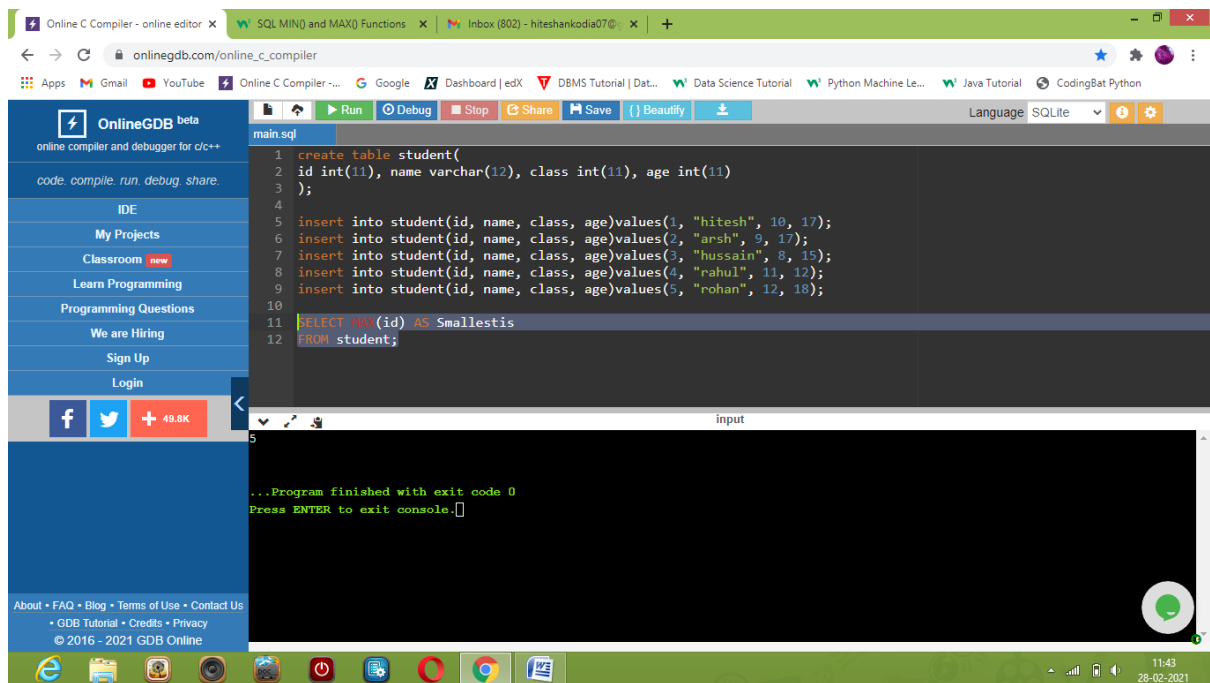 Online C Compiler - online editor
SQL MIN() and MAX() Functions
Inbox (802) - hiteshankodia07@g
onlinegdb.com/online_c_compiler
Apps Gmail YouTube Online C Compiler -... Google Dashboard | edX DBMS Tutorial | Dat... Data Science Tutorial Python Machine Le... Java Tutorial CodingBat Python
OnlineGDB beta
online compiler and debugger for c/c++
code. compile. run. debug. share.
IDE
My Projects
Classroom new
Learn Programming
Programming Questions
We are Hiring
Sign Up
Login
49.8K
About • FAQ • Blog • Terms of Use • Contact Us
• GDB Tutorial • Credits • Privacy
© 2016 - 2021 GDB Online
Run Debug Stop Share Save {} Beautify
Language SQLite
main.sql
1 create table student(
2 id int(11), name varchar(12), class int(11), age int(11)
3 );
4
5 insert into student(id, name, class, age)values(1, "hitesh", 10, 17);
6 insert into student(id, name, class, age)values(2, "arsh", 9, 17);
7 insert into student(id, name, class, age)values(3, "hussain", 8, 15);
8 insert into student(id, name, class, age)values(4, "rahul", 11, 12);
9 insert into student(id, name, class, age)values(5, "rohan", 12, 18);
10
11 SELECT MAX(id) AS Smallestis
12 FROM student;
input
5
...Program finished with exit code 0
Press ENTER to exit console.
11:43
28-02-2021